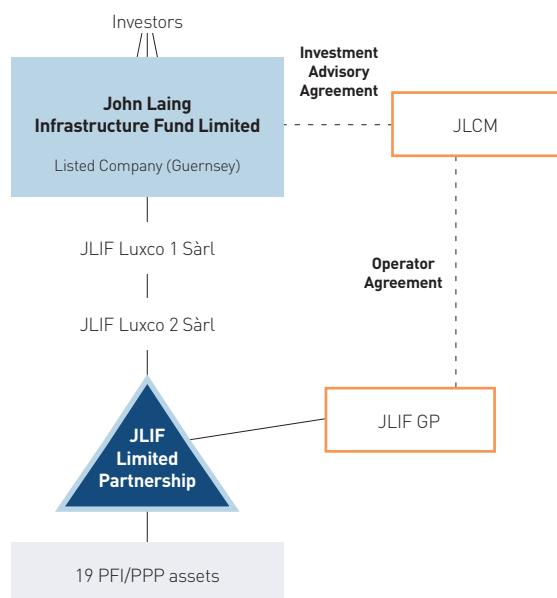 Investors
Investment
Advisory
Agreement
John Laing
Infrastructure Fund Limited
Listed Company (Guernsey)
JLCM
JLIF Luxco 1 Sàrl
Operator
Agreement
JLIF Luxco 2 Sàrl
JLIF GP
JLIF
Limited
Partnership
19 PFI/PPP assets